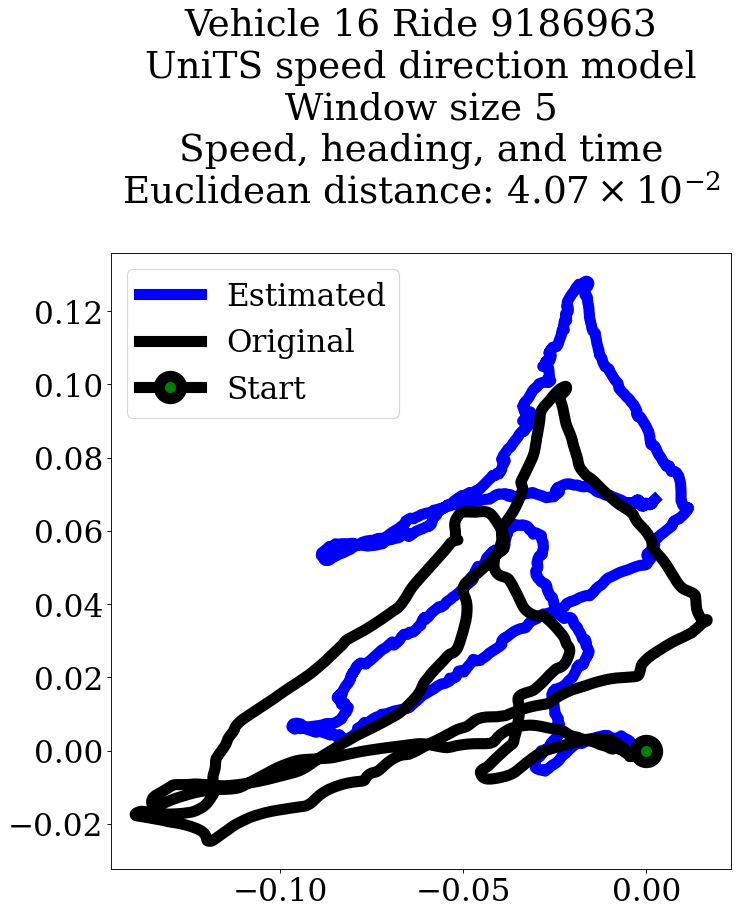 Vehicle 16 Ride 9186963
UniTS speed direction model
Window size 5
Speed, heading, and time
Euclidean distance: 4.07 × 10⁻²
Estimated
Original
Start
0.12
0.10
0.08
0.06
0.04
0.02
0.00
−0.02
−0.10
−0.05
0.00